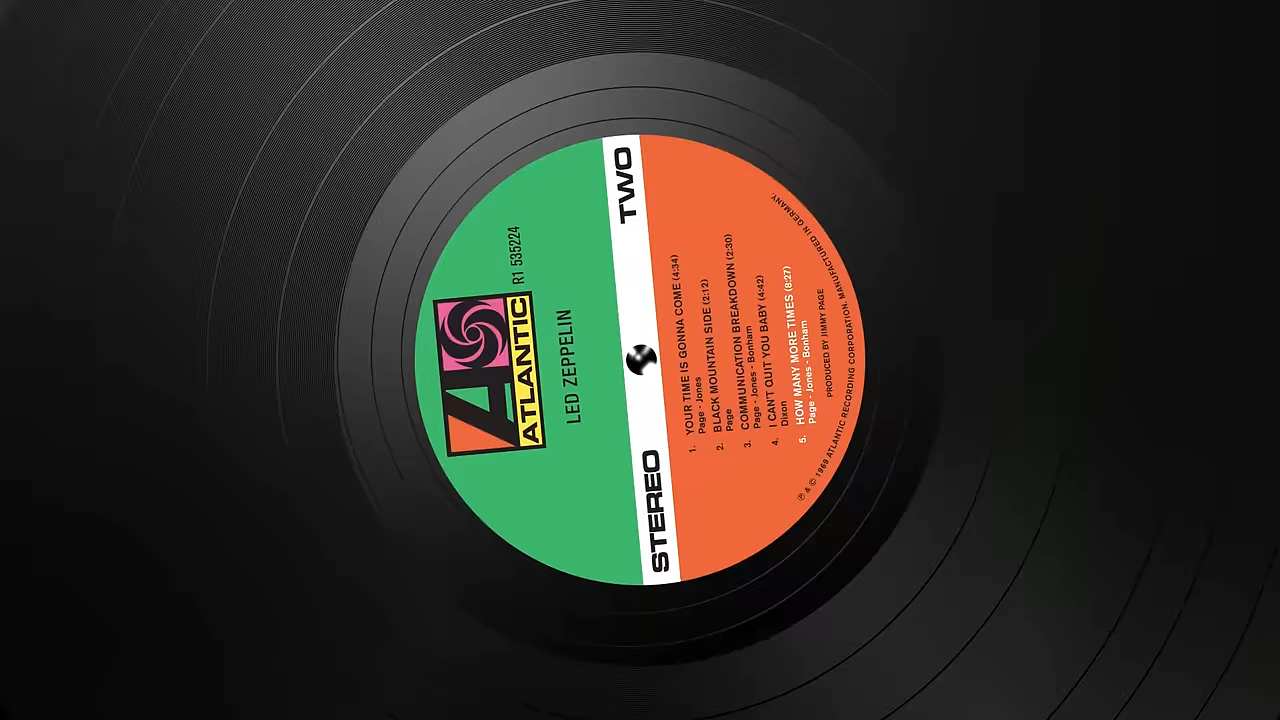 ATLANTIC
R1 535224
LED ZEPPELIN
STEREO TWO
1. YOUR TIME IS GONNA COME (4:34)
Page - Jones
2. BLACK MOUNTAIN SIDE (2:12)
Page
3. COMMUNICATION BREAKDOWN (2:30)
Page - Jones - Bonham
4. I CAN'T QUIT YOU BABY (4:42)
Dixon
5. HOW MANY MORE TIMES (8:27)
Page - Jones - Bonham
PRODUCED BY JIMMY PAGE
℗ & © 1969 ATLANTIC RECORDING CORPORATION. MANUFACTURED IN GERMANY.